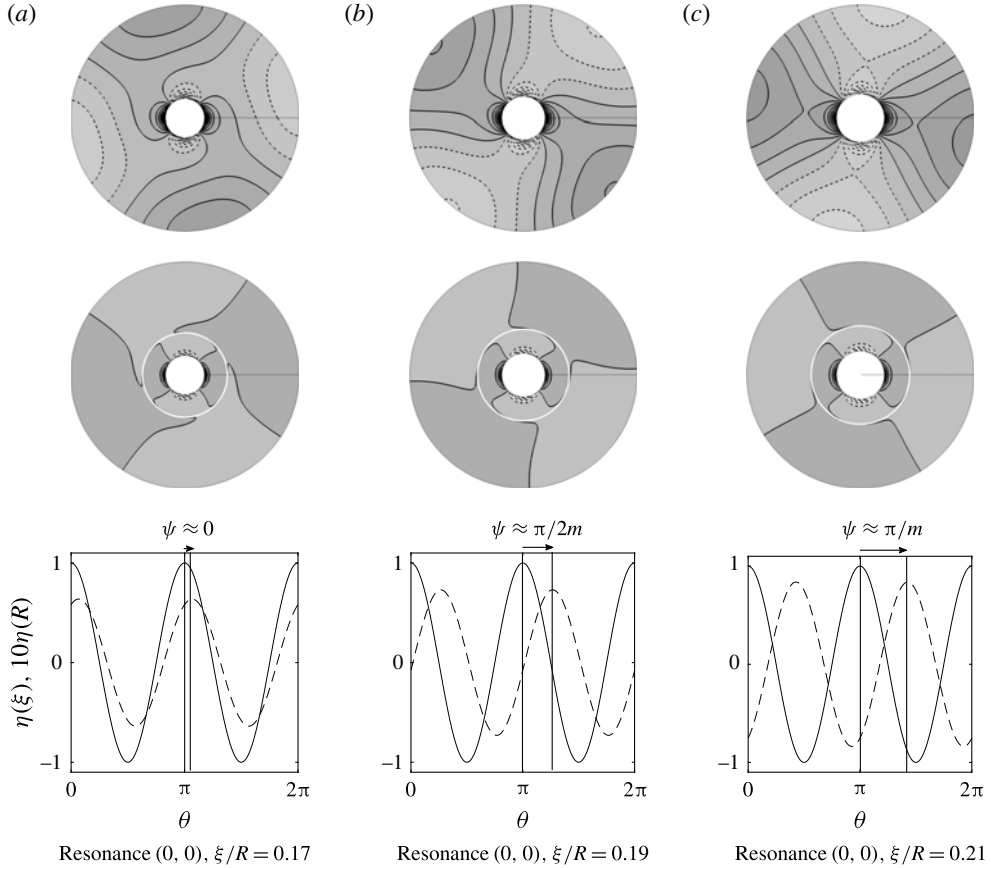 (a) (b) (c)
ψ ≈ 0 ψ ≈ π/2m ψ ≈ π/m
η(ξ), 10η(R)
1 1 1
0 0 0
−1 −1 −1
0 π 2π 0 π 2π 0 π 2π
θ θ θ
Resonance (0, 0), ξ/R = 0.17 Resonance (0, 0), ξ/R = 0.19 Resonance (0, 0), ξ/R = 0.21